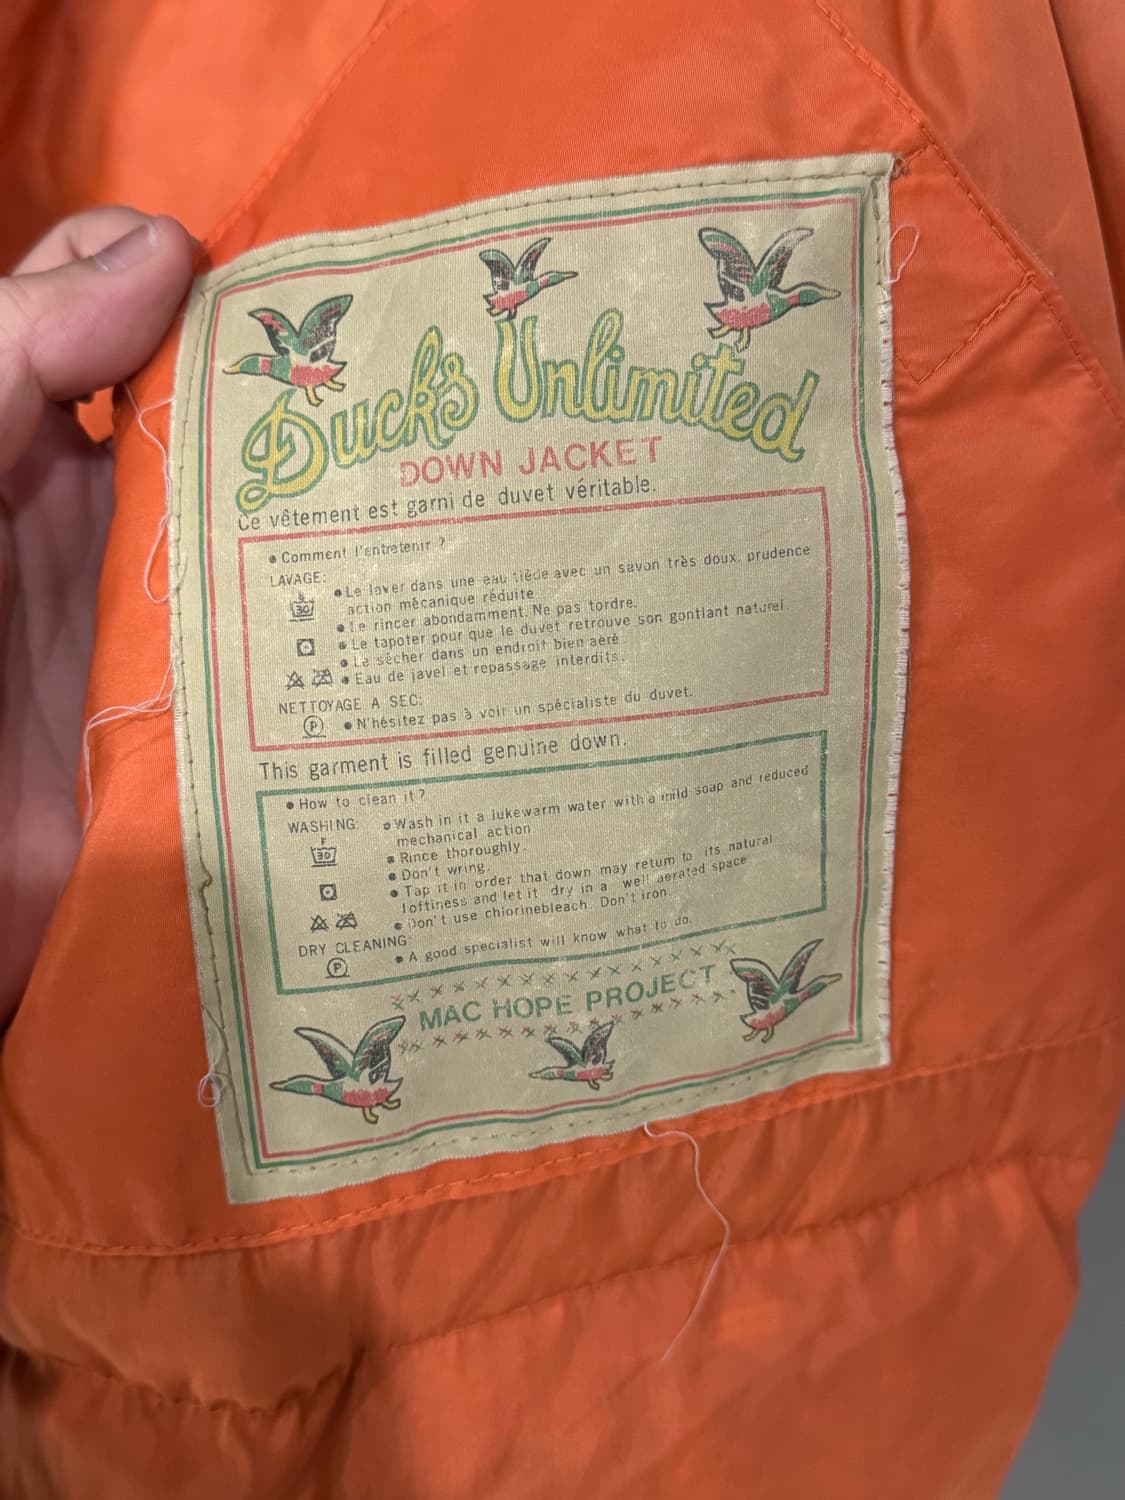 Ducks Unlimited
DOWN JACKET
Ce vêtement est garni de duvet véritable.
• Comment l'entretenir ?
LAVAGE:
• Le laver dans une eau tiède avec un savon très doux, prudence
action mécanique réduite
30
• Le rincer abondamment. Ne pas tordre.
• Le tapoter pour que le duvet retrouve son gontlant naturel.
• Le sécher dans un endroit bien aéré
• Eau de javel et repassage interdits.
NETTOYAGE A SEC:
P
• N'hésitez pas à voir un spécialiste du duvet.
This garment is filled genuine down.
• How to clean it?
WASHING:
• Wash in it a lukewarm water with a mild soap and reduced
mechanical action.
F
30
• Rince thoroughly.
• Don't wring.
• Tap it in order that down may return to its natural
loftiness and let it dry in a well aerated space
• Don't use chlorinebleach. Don't iron.
DRY CLEANING:
P
• A good specialist will know what to do.
MAC HOPE PROJECT